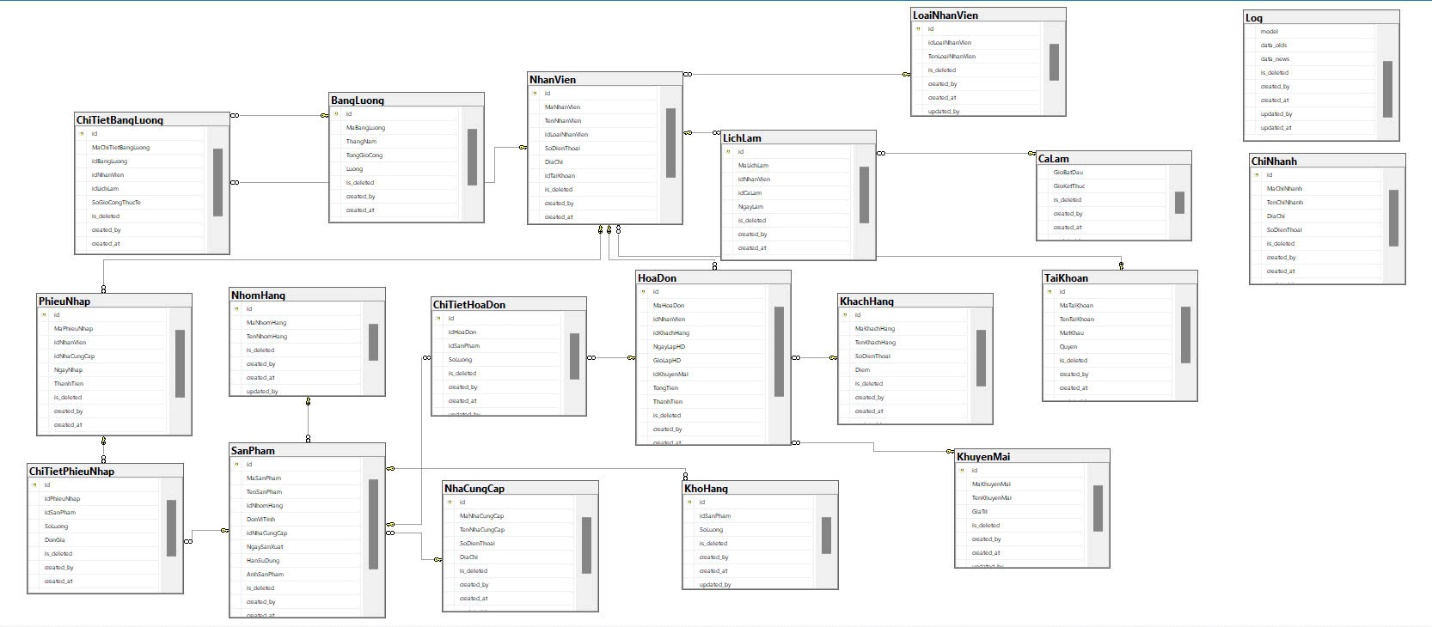 LoaiNhanVien
id
IdLoaiNhanVien
TenLoaiNhanVien
is_deleted
created_by
created_at
updated_by
Log
model
data_olds
data_news
is_deleted
created_by
created_at
updated_by
updated_at
NhanVien
id
MaNhanVien
TenNhanVien
IdLoaiNhanVien
SoDienThoai
DiaChi
IdTaiKhoan
is_deleted
created_by
created_at
BangLuong
id
MaBangLuong
ThangNam
TongGioCong
Luong
is_deleted
created_by
created_at
ChiTietBangLuong
id
MaChiTietBangLuong
IdBangLuong
IdNhanVien
IdLichLam
SoGioCongThucTe
is_deleted
created_by
created_at
LichLam
id
MaLichLam
IdNhanVien
IdCaLam
NgayLam
is_deleted
created_by
created_at
CaLam
GioBatDau
GioKetThuc
is_deleted
created_by
created_at
ChiNhanh
id
MaChiNhanh
TenChiNhanh
DiaChi
SoDienThoai
is_deleted
created_by
created_at
PhieuNhap
id
MaPhieuNhap
IdNhanVien
IdNhaCungCap
NgayNhap
ThanhTien
is_deleted
created_by
created_at
NhomHang
id
MaNhomHang
TenNhomHang
is_deleted
created_by
created_at
updated_by
ChiTietHoaDon
id
IdHoaDon
IdSanPham
SoLuong
is_deleted
created_by
created_at
updated_by
HoaDon
id
MaHoaDon
IdNhanVien
IdKhachHang
NgayLapHD
GioLapHD
IdKhuyenMai
TongTien
ThanhTien
is_deleted
created_by
created_at
KhachHang
id
MaKhachHang
TenKhachHang
SoDienThoai
Diem
is_deleted
created_by
created_at
TaiKhoan
id
MaTaiKhoan
TenTaiKhoan
MatKhau
Quyen
is_deleted
created_by
created_at
ChiTietPhieuNhap
id
IdPhieuNhap
IdSanPham
SoLuong
DonGia
is_deleted
created_by
created_at
SanPham
id
MaSanPham
TenSanPham
IdNhomHang
DonViTinh
IdNhaCungCap
NgaySanXuat
HanSuDung
AnhSanPham
is_deleted
created_by
created_at
NhaCungCap
id
MaNhaCungCap
TenNhaCungCap
SoDienThoai
DiaChi
is_deleted
created_by
created_at
KhoHang
id
IdSanPham
SoLuong
is_deleted
created_by
created_at
updated_by
KhuyenMai
id
MaKhuyenMai
TenKhuyenMai
GiaTri
is_deleted
created_by
created_at
updated_by